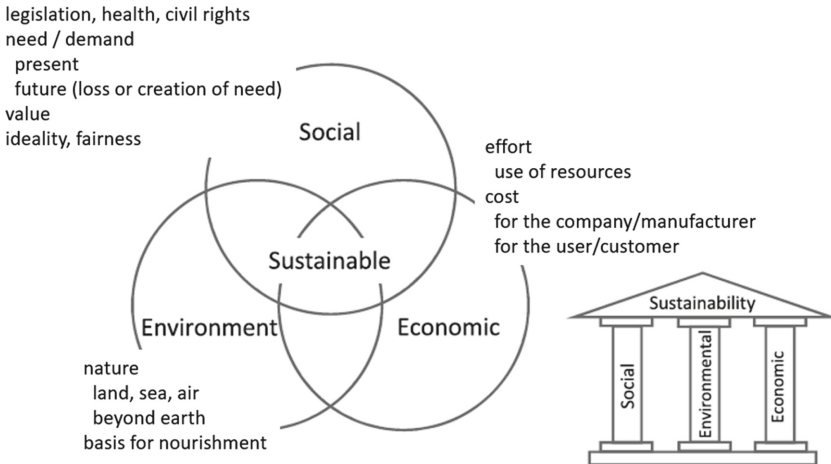 legislation, health, civil rights
need / demand
present
future (loss or creation of need)
value
ideality, fairness
Social
effort
use of resources
cost
for the company/manufacturer
for the user/customer
Sustainable
Environment
Economic
nature
land, sea, air
beyond earth
basis for nourishment
Sustainability
Social
Environmental
Economic